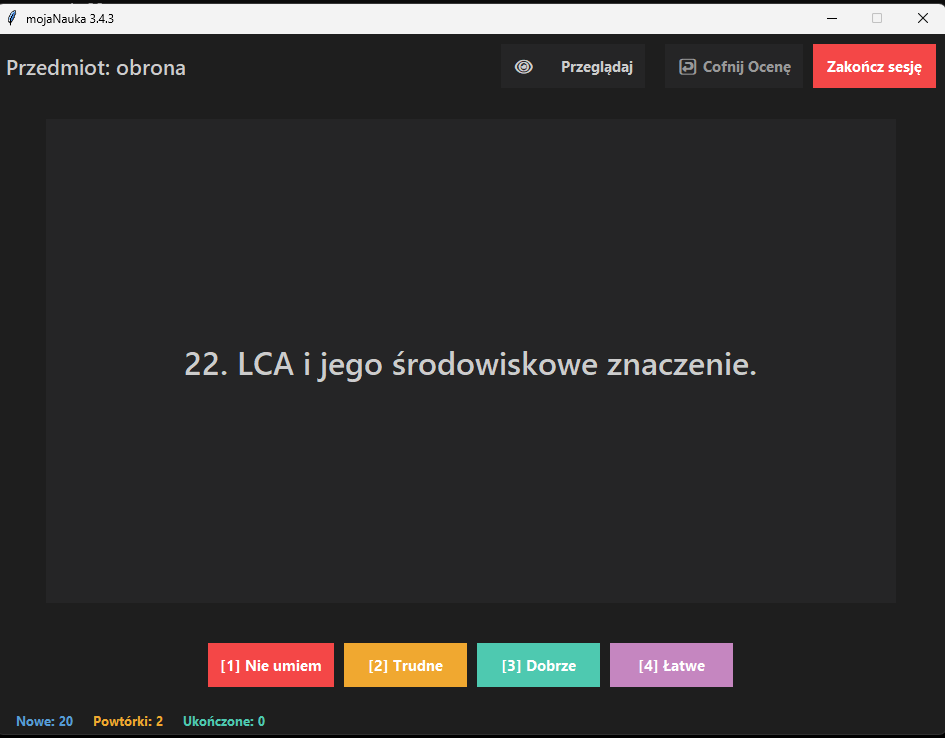 mojaNauka 3.4.3
Przedmiot: obrona
Przeglądaj
Cofnij Ocenę
Zakończ sesję
22. LCA i jego środowiskowe znaczenie.
[1] Nie umiem
[2] Trudne
[3] Dobrze
[4] Łatwe
Nowe: 20
Powtórki: 2
Ukończone: 0